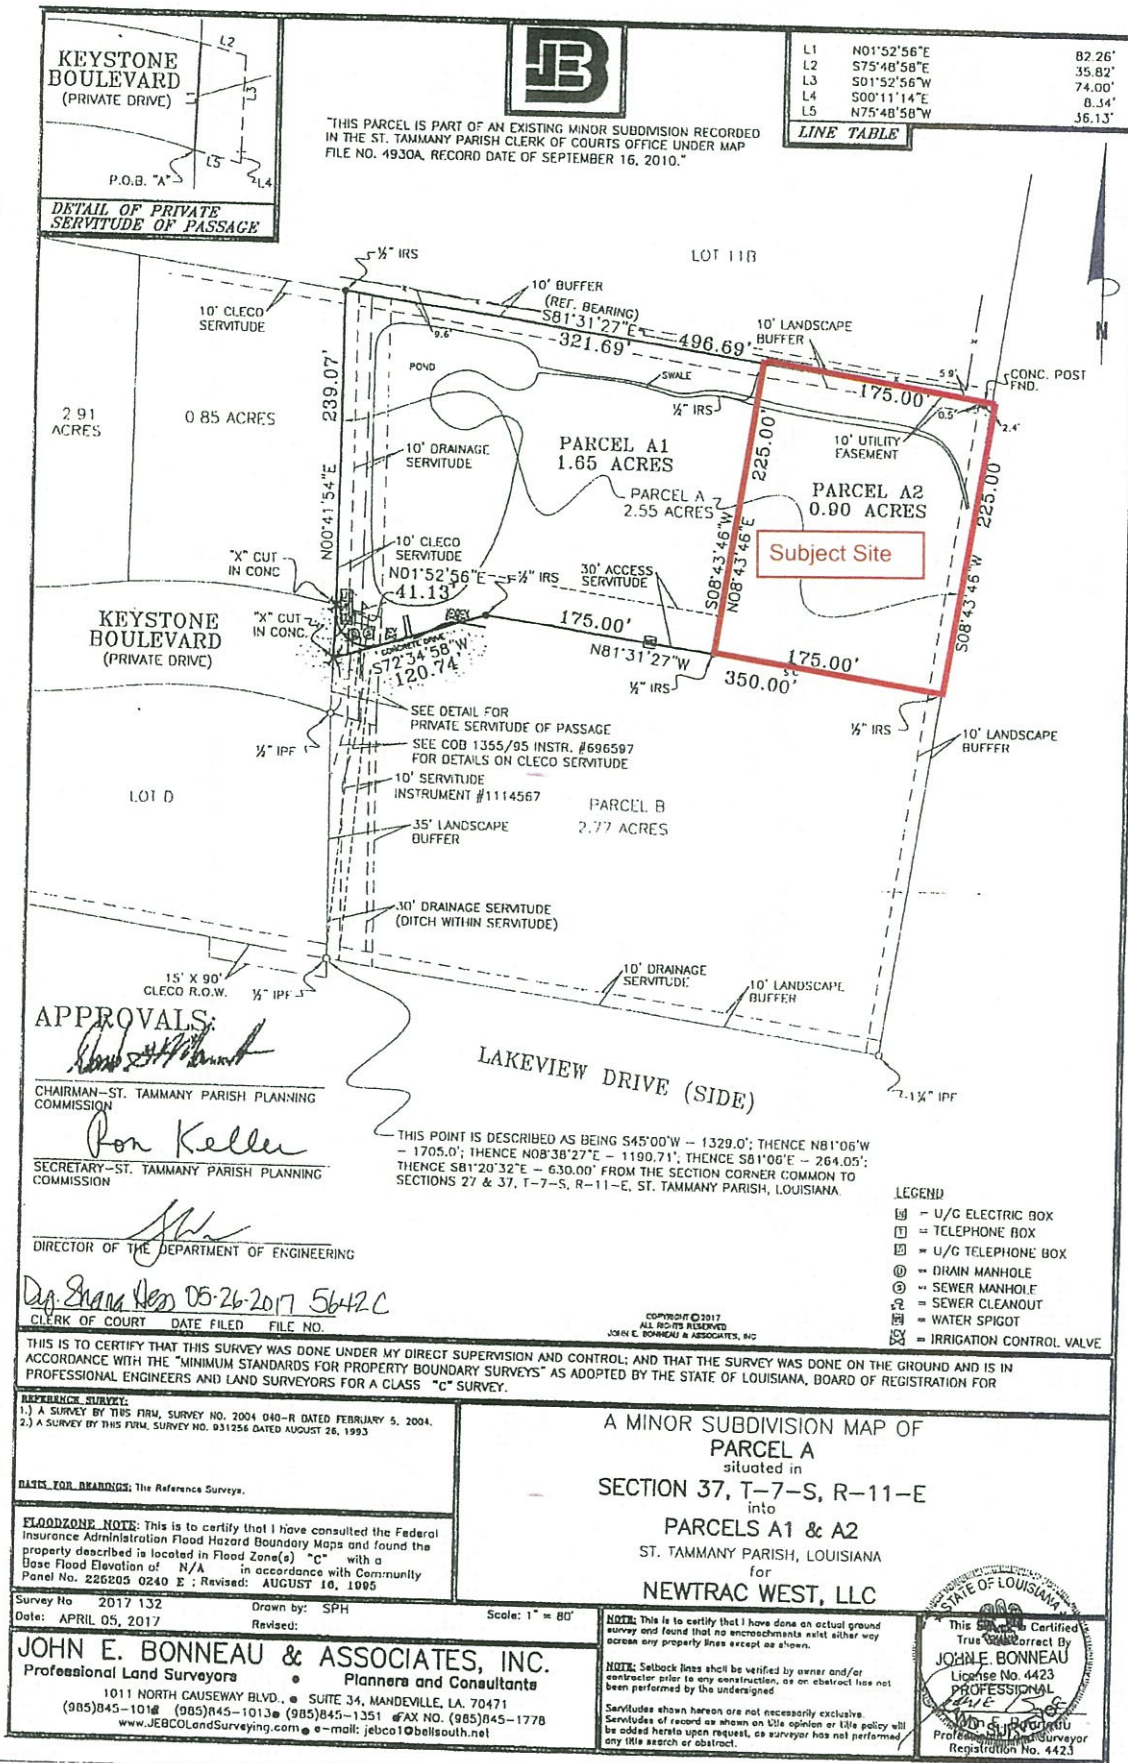 KEYSTONE
BOULEVARD
(PRIVATE DRIVE)
L2
L3
L5
L4
P.O.B. "A"
DETAIL OF PRIVATE
SERVITUDE OF PASSAGE
JEB
"THIS PARCEL IS PART OF AN EXISTING MINOR SUBDIVISION RECORDED
IN THE ST. TAMMANY PARISH CLERK OF COURTS OFFICE UNDER MAP
FILE NO. 4930A, RECORD DATE OF SEPTEMBER 16, 2010."
L1 N01°52'56"E 82.26'
L2 S75°48'58"E 35.82'
L3 S01°52'56"W 74.00'
L4 S00°11'14"E 8.34'
L5 N75°48'58"W 36.13'
LINE TABLE
N
LOT 11B
½" IRS
10' BUFFER
(REF. BEARING)
S81°31'27"E
496.69'
321.69'
10' CLECO
SERVITUDE
9.6'
10' LANDSCAPE
BUFFER
5.9'
CONC. POST
FND.
POND
SWALE
175.00'
½" IRS
0.5'
2.4'
239.07'
N00°41'54"E
2.91
ACRES
0.85 ACRES
10' DRAINAGE
SERVITUDE
PARCEL A1
1.65 ACRES
225.00'
10' UTILITY
EASEMENT
PARCEL A
2.55 ACRES
PARCEL A2
0.90 ACRES
225.00'
Subject Site
S08°43'46"W
N08°43'46"E
S08°43'46"W
10' CLECO
SERVITUDE
"X" CUT
IN CONC
N01°52'56"E
41.13'
½" IRS
30' ACCESS
SERVITUDE
KEYSTONE
BOULEVARD
(PRIVATE DRIVE)
"X" CUT
IN CONC.
CONCRETE DRIVE
S72°34'58"W
120.74'
175.00'
N81°31'27"W
½" IRS
175.00'
350.00'
½" IRS
10' LANDSCAPE
BUFFER
SEE DETAIL FOR
PRIVATE SERVITUDE OF PASSAGE
½" IPF
SEE COB 1355/95 INSTR. #696597
FOR DETAILS ON CLECO SERVITUDE
10' SERVITUDE
INSTRUMENT #1114567
LOT D
PARCEL B
2.77 ACRES
35' LANDSCAPE
BUFFER
30' DRAINAGE SERVITUDE
(DITCH WITHIN SERVITUDE)
15' X 90'
CLECO R.O.W.
½" IPF
10' DRAINAGE
SERVITUDE
10' LANDSCAPE
BUFFER
1¼" IPF
LAKEVIEW DRIVE (SIDE)
APPROVALS:
CHAIRMAN-ST. TAMMANY PARISH PLANNING
COMMISSION
Ron Keller
SECRETARY-ST. TAMMANY PARISH PLANNING
COMMISSION
DIRECTOR OF THE DEPARTMENT OF ENGINEERING
Dy. Shana Hess 05-26-2017 5642C
CLERK OF COURT DATE FILED FILE NO.
THIS POINT IS DESCRIBED AS BEING S45°00'W - 1329.0'; THENCE N81°06'W
- 1705.0'; THENCE N08°38'27"E - 1190.71'; THENCE S81°06'E - 264.05';
THENCE S81°20'32"E - 630.00' FROM THE SECTION CORNER COMMON TO
SECTIONS 27 & 37, T-7-S, R-11-E, ST. TAMMANY PARISH, LOUISIANA.
LEGEND
= U/G ELECTRIC BOX
= TELEPHONE BOX
= U/G TELEPHONE BOX
= DRAIN MANHOLE
= SEWER MANHOLE
= SEWER CLEANOUT
= WATER SPIGOT
= IRRIGATION CONTROL VALVE
COPYRIGHT © 2017
ALL RIGHTS RESERVED
JOHN E. BONNEAU & ASSOCIATES, INC
THIS IS TO CERTIFY THAT THIS SURVEY WAS DONE UNDER MY DIRECT SUPERVISION AND CONTROL; AND THAT THE SURVEY WAS DONE ON THE GROUND AND IS IN
ACCORDANCE WITH THE "MINIMUM STANDARDS FOR PROPERTY BOUNDARY SURVEYS" AS ADOPTED BY THE STATE OF LOUISIANA, BOARD OF REGISTRATION FOR
PROFESSIONAL ENGINEERS AND LAND SURVEYORS FOR A CLASS "C" SURVEY.
REFERENCE SURVEY:
1.) A SURVEY BY THIS FIRM, SURVEY NO. 2004 040-R DATED FEBRUARY 5, 2004.
2.) A SURVEY BY THIS FIRM, SURVEY NO. 931256 DATED AUGUST 26, 1993
BASIS FOR BEARINGS: The Reference Surveys.
FLOODZONE NOTE: This is to certify that I have consulted the Federal
Insurance Administration Flood Hazard Boundary Maps and found the
property described is located in Flood Zone(s) "C" with a
Base Flood Elevation of N/A in accordance with Community
Panel No. 225205 0240 E ; Revised: AUGUST 16, 1995
Survey No 2017 132 Drawn by: SPH Scale: 1" = 80'
Date: APRIL 05, 2017 Revised:
JOHN E. BONNEAU & ASSOCIATES, INC.
Professional Land Surveyors • Planners and Consultants
1011 NORTH CAUSEWAY BLVD., • SUITE 34, MANDEVILLE, LA. 70471
(985)845-1012 (985)845-1013• (985)845-1351 •FAX NO. (985)845-1778
www.JEBCOLandSurveying.com • e-mail: jebco1@bellsouth.net
A MINOR SUBDIVISION MAP OF
PARCEL A
situated in
SECTION 37, T-7-S, R-11-E
into
PARCELS A1 & A2
ST. TAMMANY PARISH, LOUISIANA
for
NEWTRAC WEST, LLC
NOTE: This is to certify that I have done an actual ground
survey and found that no encroachments exist either way
across any property lines except as shown.
NOTE: Setback lines shall be verified by owner and/or
contractor prior to any construction, as an abstract has not
been performed by the undersigned
Servitudes shown hereon are not necessarily exclusive.
Servitudes of record as shown on title opinion or title policy will
be added hereto upon request, as surveyor has not performed
any title search or abstract.
STATE OF LOUISIANA
This Survey is Certified
True and Correct By
JOHN E. BONNEAU
License No. 4423
PROFESSIONAL
LAND SURVEYOR
John E. Bonneau
Professional Land Surveyor
Registration No. 4423